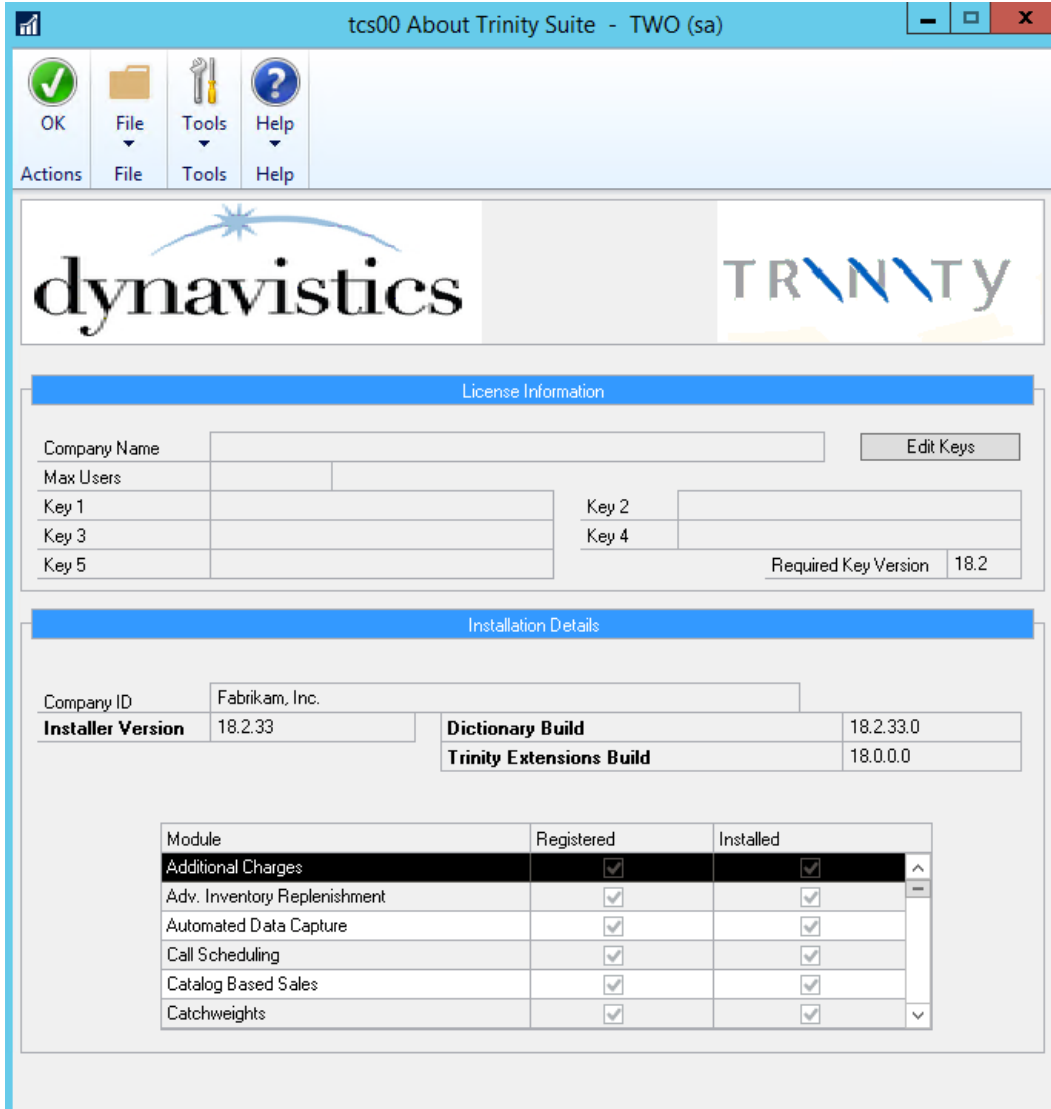 tcs00 About Trinity Suite - TWO (sa)
OK File Tools Help
Actions File Tools Help
dynavistics TRINITY
License Information
Company Name Edit Keys
Max Users
Key 1 Key 2
Key 3 Key 4
Key 5 Required Key Version 18.2
Installation Details
Company ID Fabrikam, Inc.
Installer Version 18.2.33 Dictionary Build 18.2.33.0
Trinity Extensions Build 18.0.0.0
Module Registered Installed
Additional Charges
Adv. Inventory Replenishment
Automated Data Capture
Call Scheduling
Catalog Based Sales
Catchweights